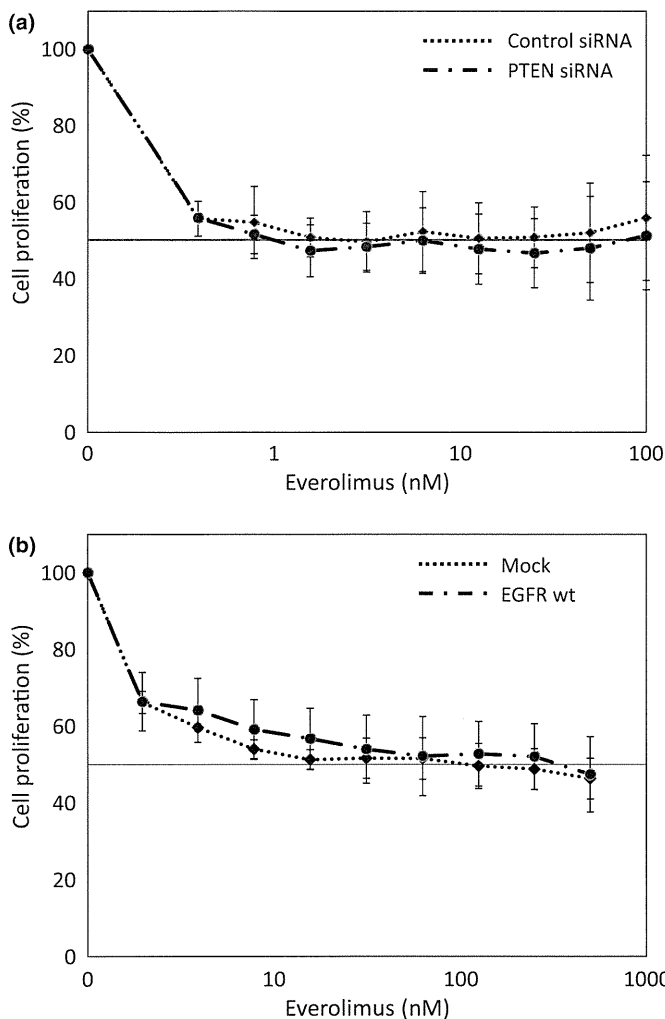 (a)
Control siRNA
PTEN siRNA
Cell proliferation (%)
100
80
60
40
20
0
0
1
10
100
Everolimus (nM)
(b)
Mock
EGFR wt
Cell proliferation (%)
100
80
60
40
20
0
0
10
100
1000
Everolimus (nM)